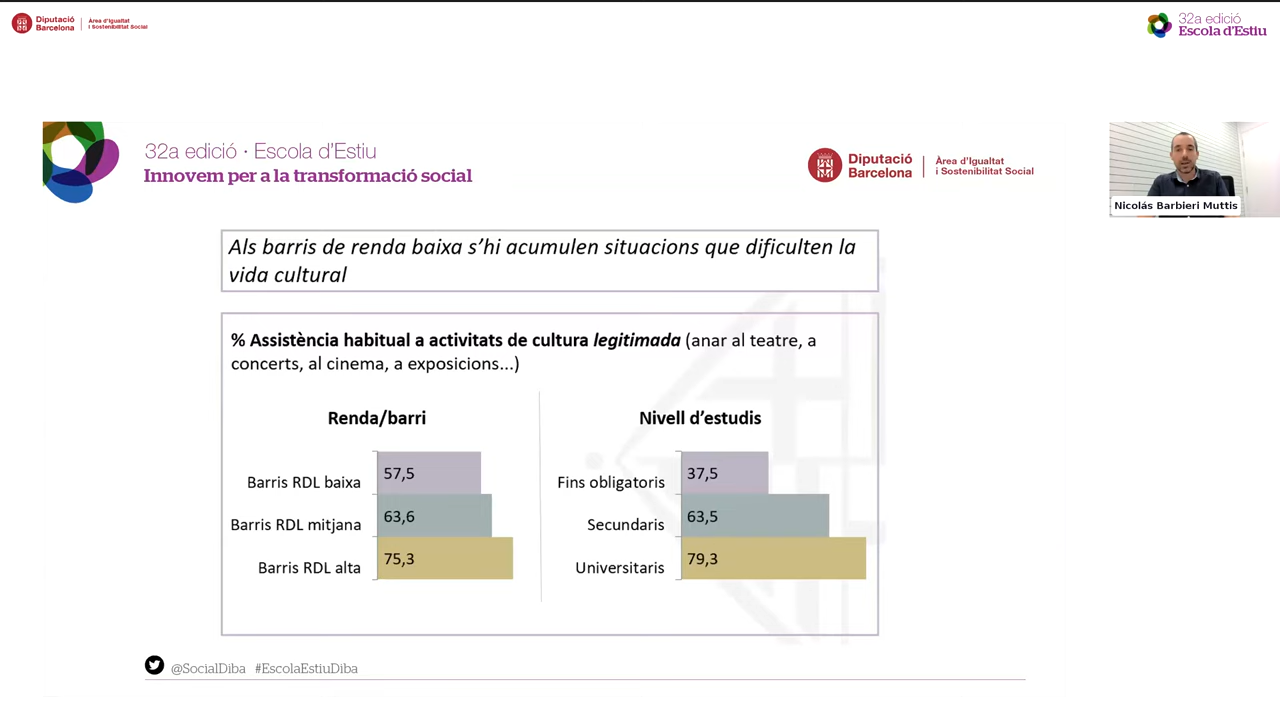 Diputació
Barcelona
Àrea d'Igualtat
i Sostenibilitat Social
32a edició
Escola d'Estiu
32a edició · Escola d'Estiu
Innovem per a la transformació social
Diputació
Barcelona
Àrea d'Igualtat
i Sostenibilitat Social
Nicolás Barbieri Muttis
Als barris de renda baixa s'hi acumulen situacions que dificulten la
vida cultural
% Assistència habitual a activitats de cultura legitimada (anar al teatre, a
concerts, al cinema, a exposicions...)
Renda/barri
Barris RDL baixa 57,5
Barris RDL mitjana 63,6
Barris RDL alta 75,3
Nivell d'estudis
Fins obligatoris 37,5
Secundaris 63,5
Universitaris 79,3
@SocialDiba #EscolaEstiuDiba